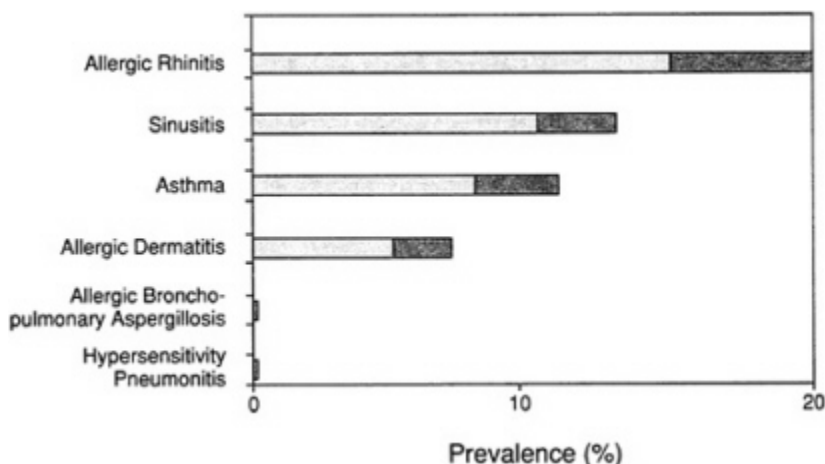 Allergic Rhinitis
Sinusitis
Asthma
Allergic Dermatitis
Allergic Broncho-
pulmonary Aspergillosis
Hypersensitivity
Pneumonitis
0
10
20
Prevalence (%)